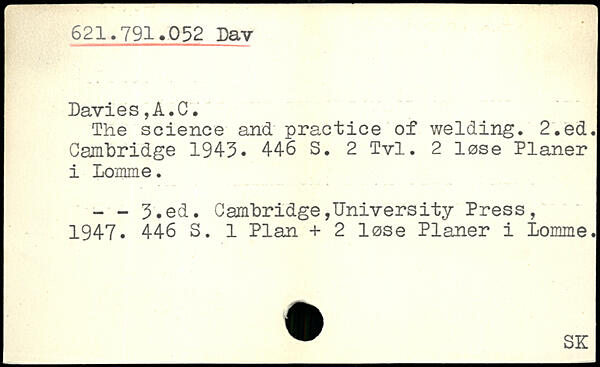 621.791.052 Dav
Davies,A.C.
The science and practice of welding. 2.ed.
Cambridge 1943. 446 S. 2 Tvl. 2 løse Planer
i Lomme.
- - 3.ed. Cambridge,University Press,
1947. 446 S. 1 Plan + 2 løse Planer i Lomme.
SK